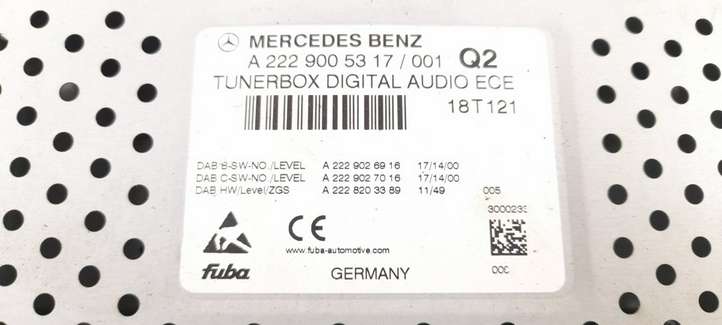 MERCEDES BENZ
A 222 900 53 17 / 001 Q2
TUNERBOX DIGITAL AUDIO ECE
18T121
DAB B-SW-NO./LEVEL A 222 902 69 16 17/14/00
DAB C-SW-NO./LEVEL A 222 902 70 16 17/14/00
DAB HW/Level/ZGS A 222 820 33 89 11/49 005
3000233
CE
www.fuba-automotive.com
fuba GERMANY